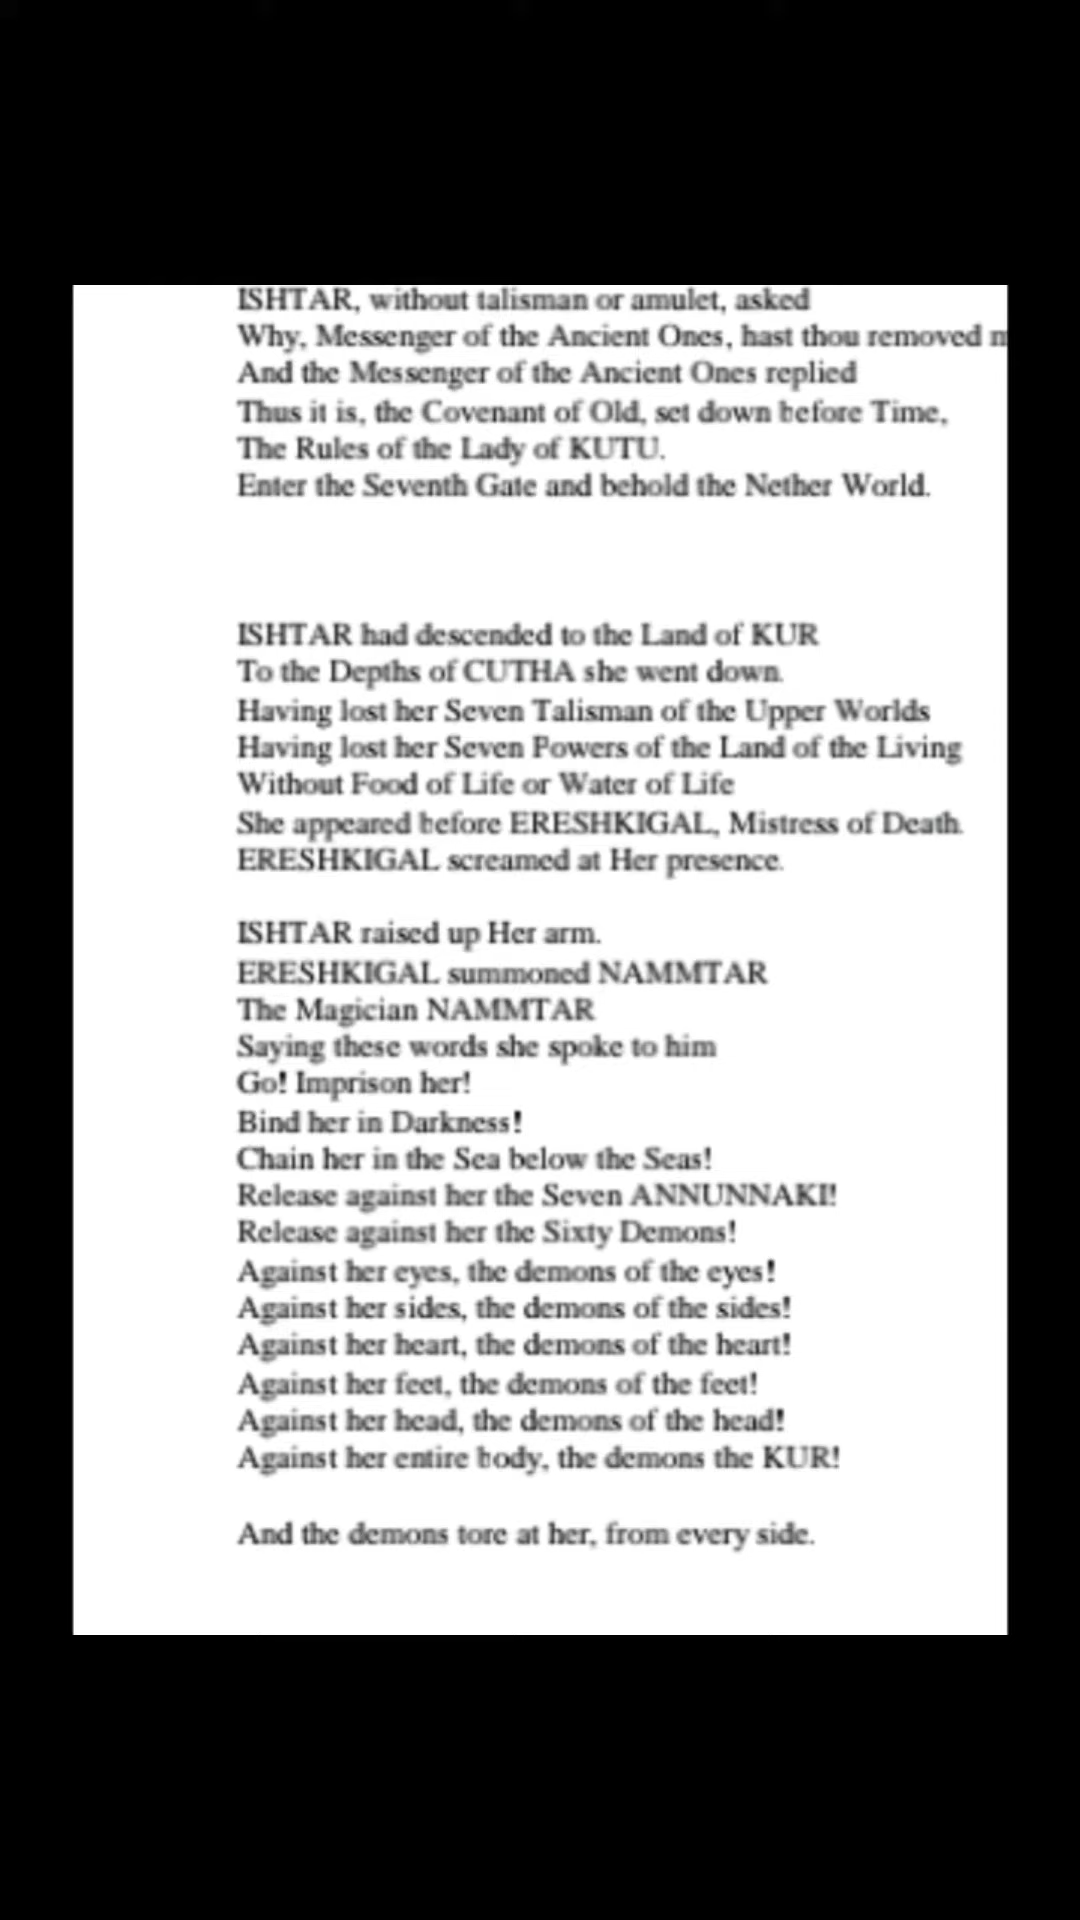 ISHTAR, without talisman or amulet, asked
Why, Messenger of the Ancient Ones, hast thou removed
And the Messenger of the Ancient Ones replied
Thus it is, the Covenant of Old, set down before Time,
The Rules of the Lady of KUTU.
Enter the Seventh Gate and behold the Nether World.
ISHTAR had descended to the Land of KUR
To the Depths of CUTHA she went down.
Having lost her Seven Talisman of the Upper Worlds
Having lost her Seven Powers of the Land of the Living
Without Food of Life or Water of Life
She appeared before ERESHKIGAL, Mistress of Death.
ERESHKIGAL screamed at Her presence.
ISHTAR raised up Her arm.
ERESHKIGAL summoned NAMMTAR
The Magician NAMMTAR
Saying these words she spoke to him
Go! Imprison her!
Bind her in Darkness!
Chain her in the Sea below the Seas!
Release against her the Seven ANNUNNAKI!
Release against her the Sixty Demons!
Against her eyes, the demons of the eyes!
Against her sides, the demons of the sides!
Against her heart, the demons of the heart!
Against her feet, the demons of the feet!
Against her head, the demons of the head!
Against her entire body, the demons the KUR!
And the demons tore at her, from every side.